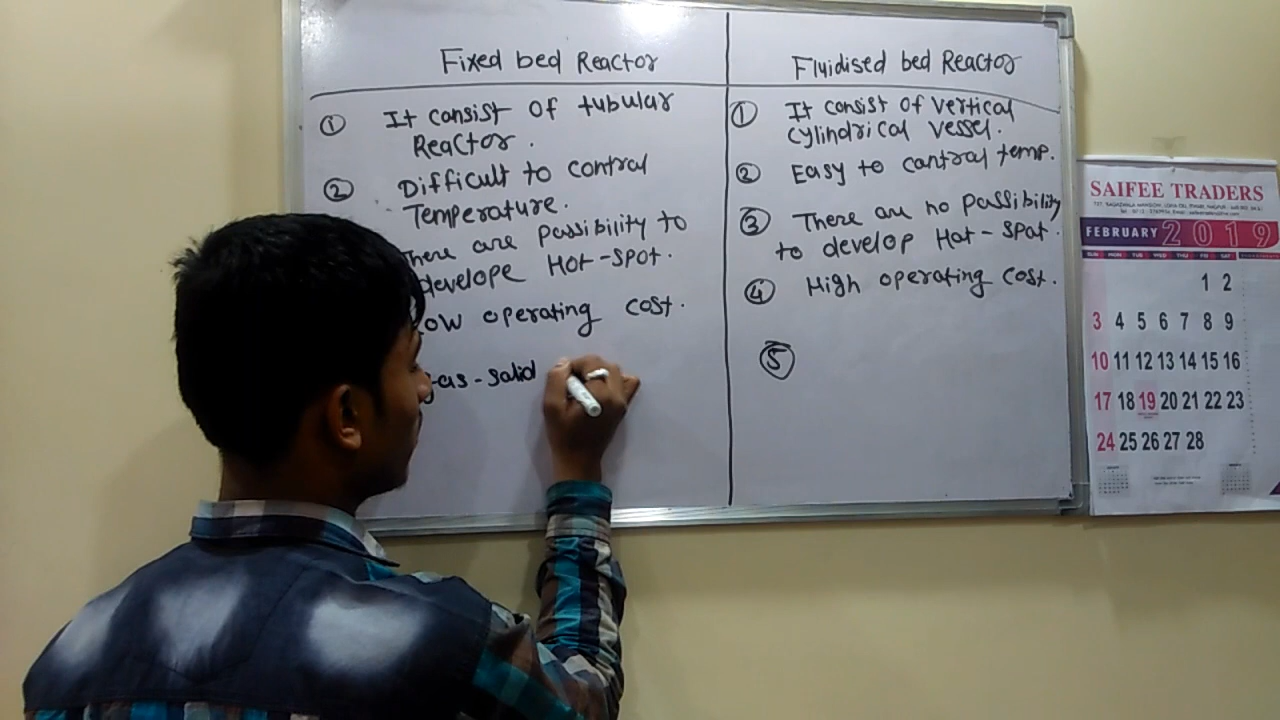 Fixed bed Reactor
① It consist of tubular
Reactor.
② Difficult to control
Temperature.
There are passibility to
develope Hot-spot.
Low operating cost.
Gas-solid
Fluidised bed Reactor
① It consist of vertical
cylindrical vessel.
② Easy to cantral temp.
③ There are no passibility
to develop Hot-spat.
④ High operating cost.
⑤
SAIFEE TRADERS
FEBRUARY 2019
SUN MON TUE WED THU FRI SAT
1 2
3 4 5 6 7 8 9
10 11 12 13 14 15 16
17 18 19 20 21 22 23
24 25 26 27 28